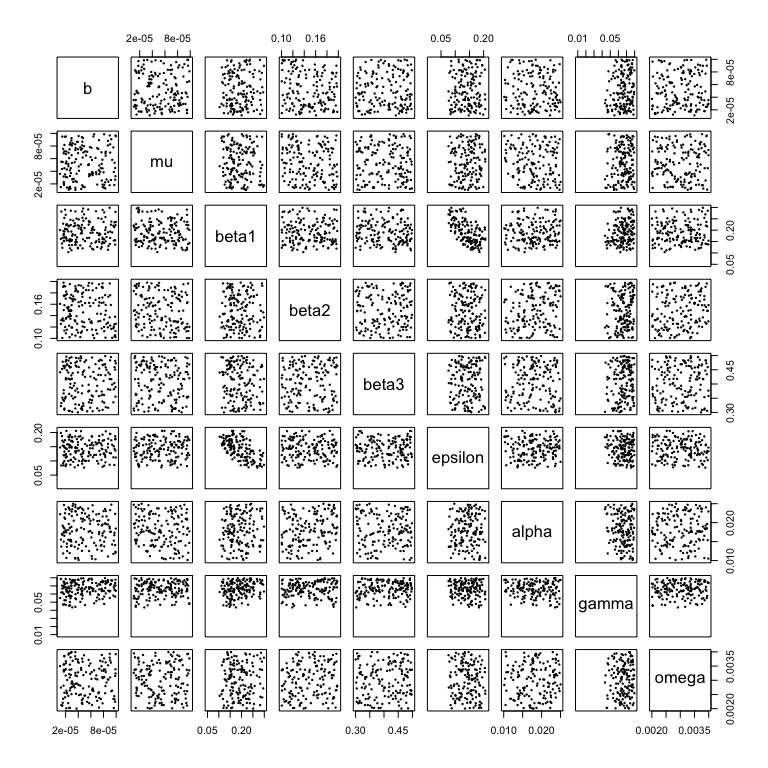 2e-05 8e-05 0.10 0.16 0.05 0.20 0.01 0.05
b 2e-05 8e-05
2e-05 8e-05 mu
beta1 0.05 0.20
0.10 0.16 beta2
beta3 0.30 0.45
0.05 0.20 epsilon
alpha 0.010 0.020
0.01 0.05 gamma
omega 0.0020 0.0035
2e-05 8e-05 0.05 0.20 0.30 0.45 0.010 0.020 0.0020 0.0035